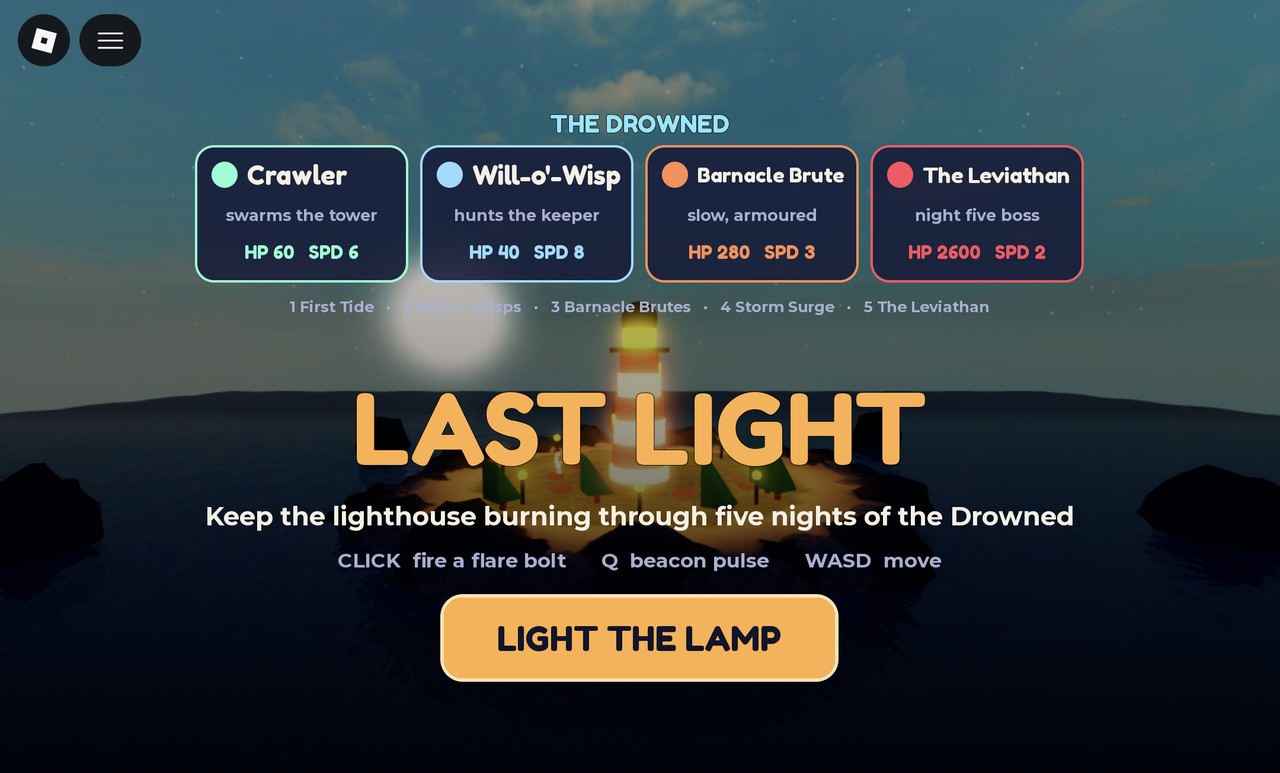 THE DROWNED
Crawler
swarms the tower
HP 60 SPD 6
Will-o'-Wisp
hunts the keeper
HP 40 SPD 8
Barnacle Brute
slow, armoured
HP 280 SPD 3
The Leviathan
night five boss
HP 2600 SPD 2
1 First Tide · 2 · 3 Barnacle Brutes · 4 Storm Surge · 5 The Leviathan
LAST LIGHT
Keep the lighthouse burning through five nights of the Drowned
CLICK fire a flare bolt Q beacon pulse WASD move
LIGHT THE LAMP